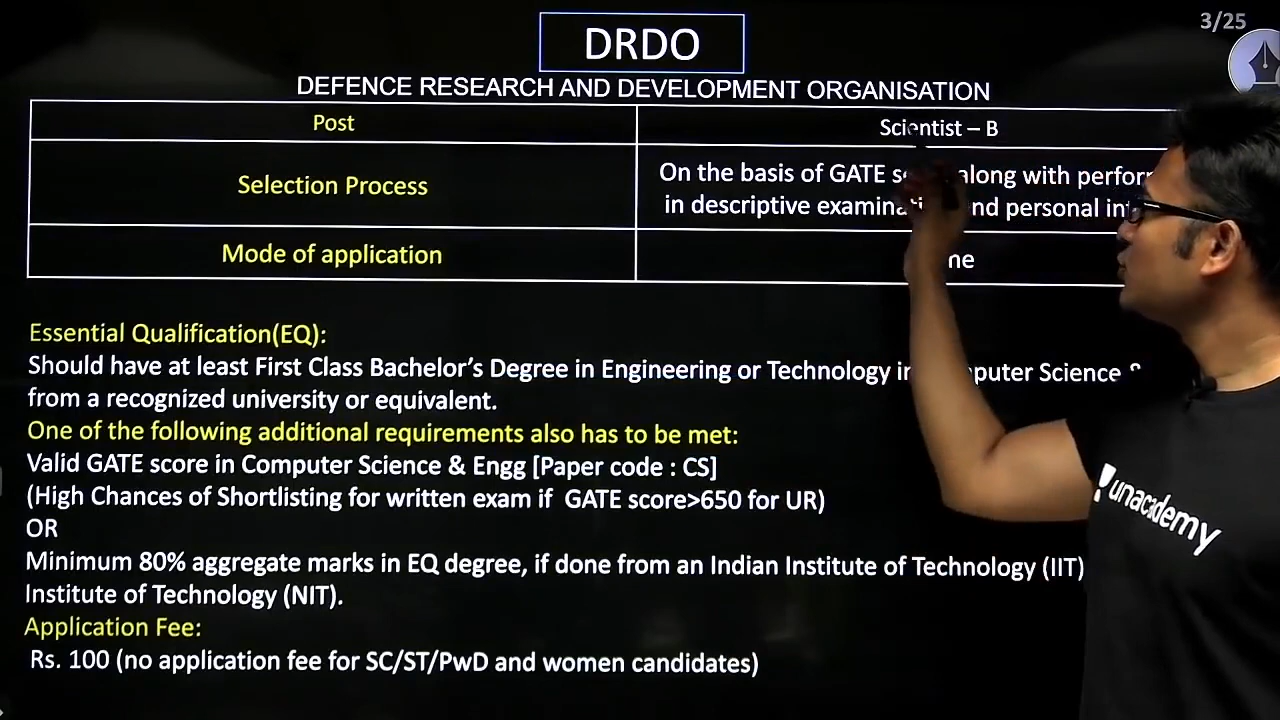 3/25
DRDO
DEFENCE RESEARCH AND DEVELOPMENT ORGANISATION
Post
Scientist – B
Selection Process
On the basis of GATE along with
in descriptive and personal
Mode of application
Essential Qualification(EQ):
Should have at least First Class Bachelor's Degree in Engineering or Technology Science
from a recognized university or equivalent.
One of the following additional requirements also has to be met:
Valid GATE score in Computer Science & Engg [Paper code : CS]
(High Chances of Shortlisting for written exam if GATE score>650 for UR)
OR
Minimum 80% aggregate marks in EQ degree, if done from an Indian Institute of Technology (IIT)
Institute of Technology (NIT).
Application Fee:
Rs. 100 (no application fee for SC/ST/PwD and women candidates)
unacademy